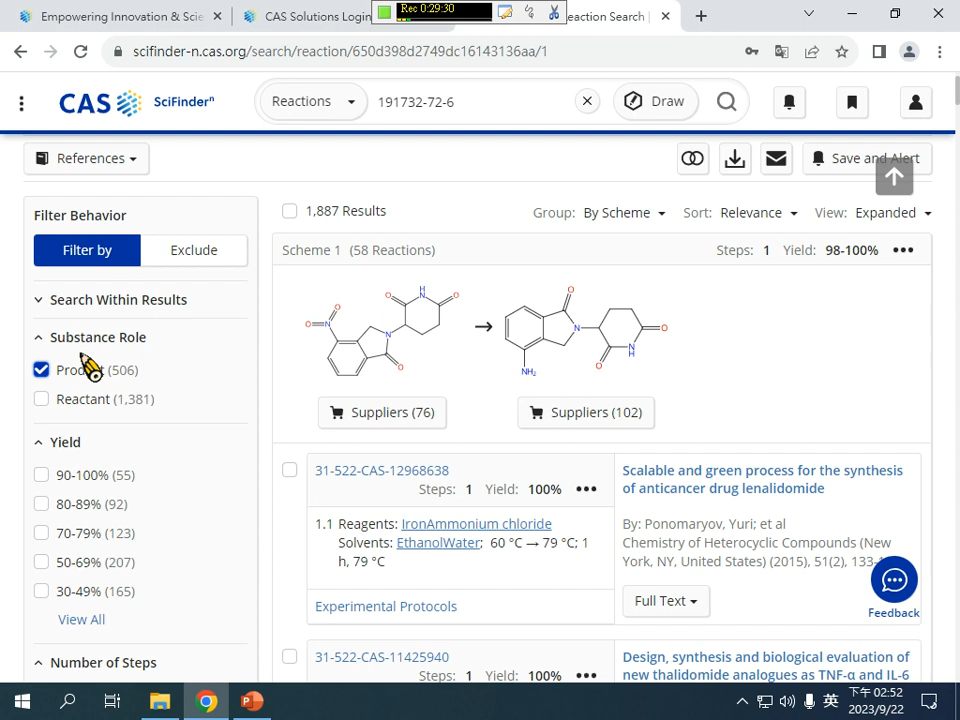 Empowering Innovation & Scie
CAS Solutions Login
Rec 0:29:30
eaction Search |
scifinder-n.cas.org/search/reaction/650d398d2749dc16143136aa/1
CAS SciFinderⁿ
Reactions
191732-72-6
Draw
References
Save and Alert
Filter Behavior
Filter by
Exclude
Search Within Results
Substance Role
Product (506)
Reactant (1,381)
Yield
90-100% (55)
80-89% (92)
70-79% (123)
50-69% (207)
30-49% (165)
View All
Number of Steps
1,887 Results
Group: By Scheme
Sort: Relevance
View: Expanded
Scheme 1 (58 Reactions)
Steps: 1 Yield: 98-100%
O N O N O O NH O
O N NH₂ O NH O
Suppliers (76)
Suppliers (102)
31-522-CAS-12968638
Steps: 1 Yield: 100%
1.1 Reagents: IronAmmonium chloride
Solvents: EthanolWater; 60 °C → 79 °C; 1
h, 79 °C
Experimental Protocols
Scalable and green process for the synthesis
of anticancer drug lenalidomide
By: Ponomaryov, Yuri; et al
Chemistry of Heterocyclic Compounds (New
York, NY, United States) (2015), 51(2), 133-
Full Text
Feedback
31-522-CAS-11425940
Steps: 1 Yield: 100%
Design, synthesis and biological evaluation of
new thalidomide analogues as TNF-α and IL-6
英
下午 02:52
2023/9/22